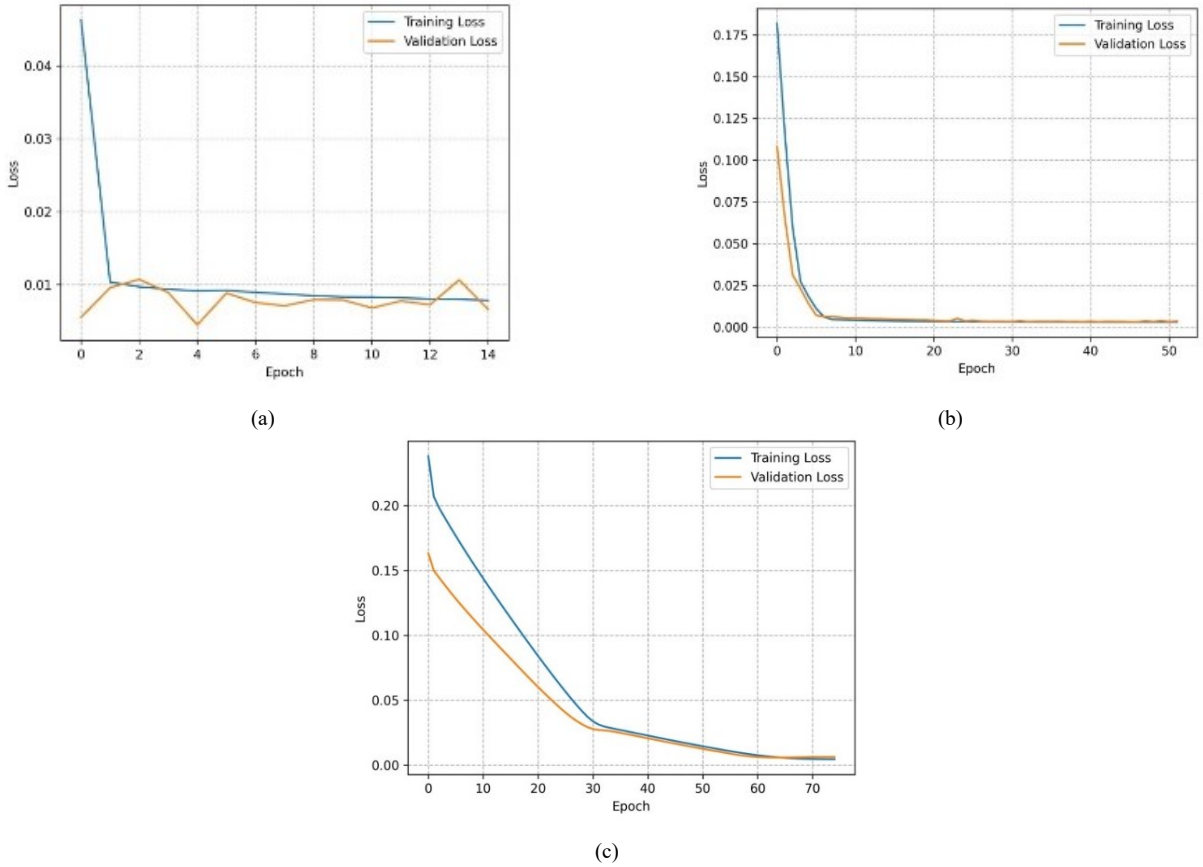 Training Loss
Validation Loss
0.04
0.03
0.02
0.01
Loss
0 2 4 6 8 10 12 14
Epoch
(a)
Training Loss
Validation Loss
0.175
0.150
0.125
0.100
0.075
0.050
0.025
0.000
Loss
0 10 20 30 40 50
Epoch
(b)
Training Loss
Validation Loss
0.20
0.15
0.10
0.05
0.00
Loss
0 10 20 30 40 50 60 70
Epoch
(c)